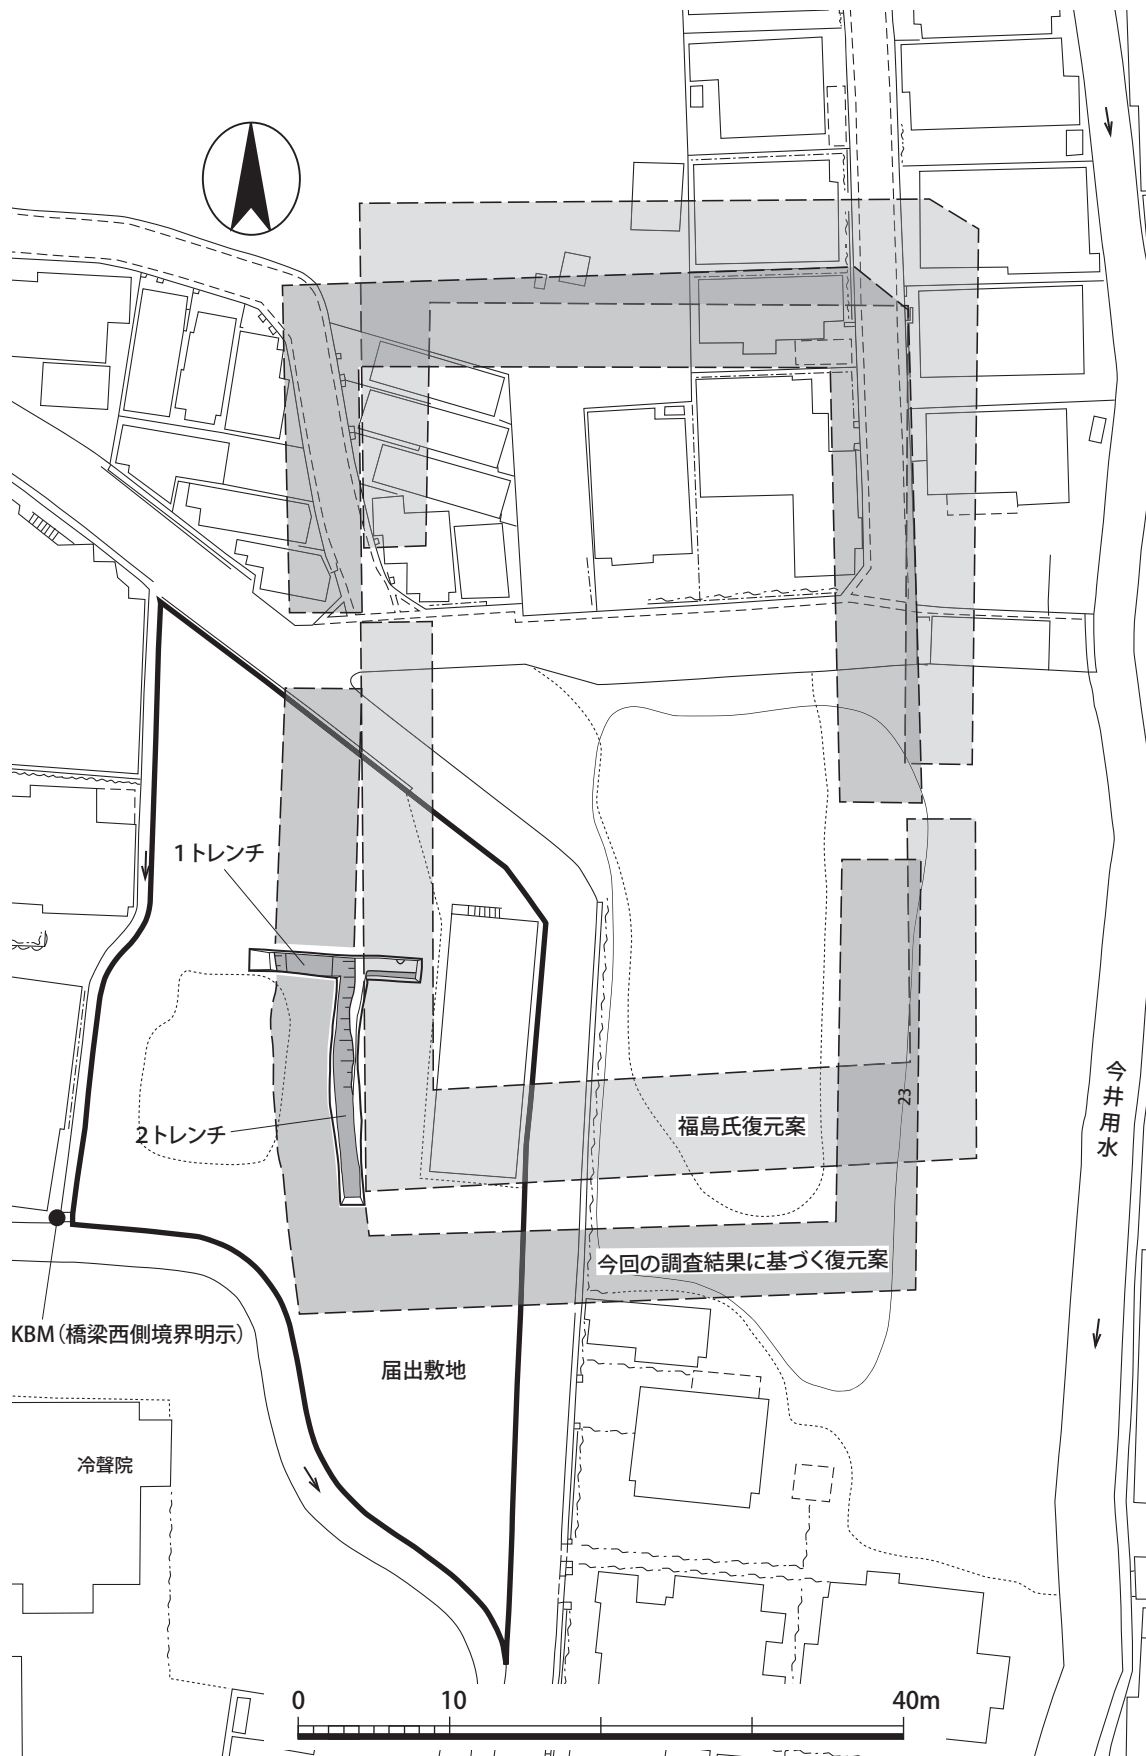 1トレンチ
今井用水
23
福島氏復元案
2トレンチ
今回の調査結果に基づく復元案
KBM(橋梁西側境界明示)
届出敷地
冷聲院
0 10 40m